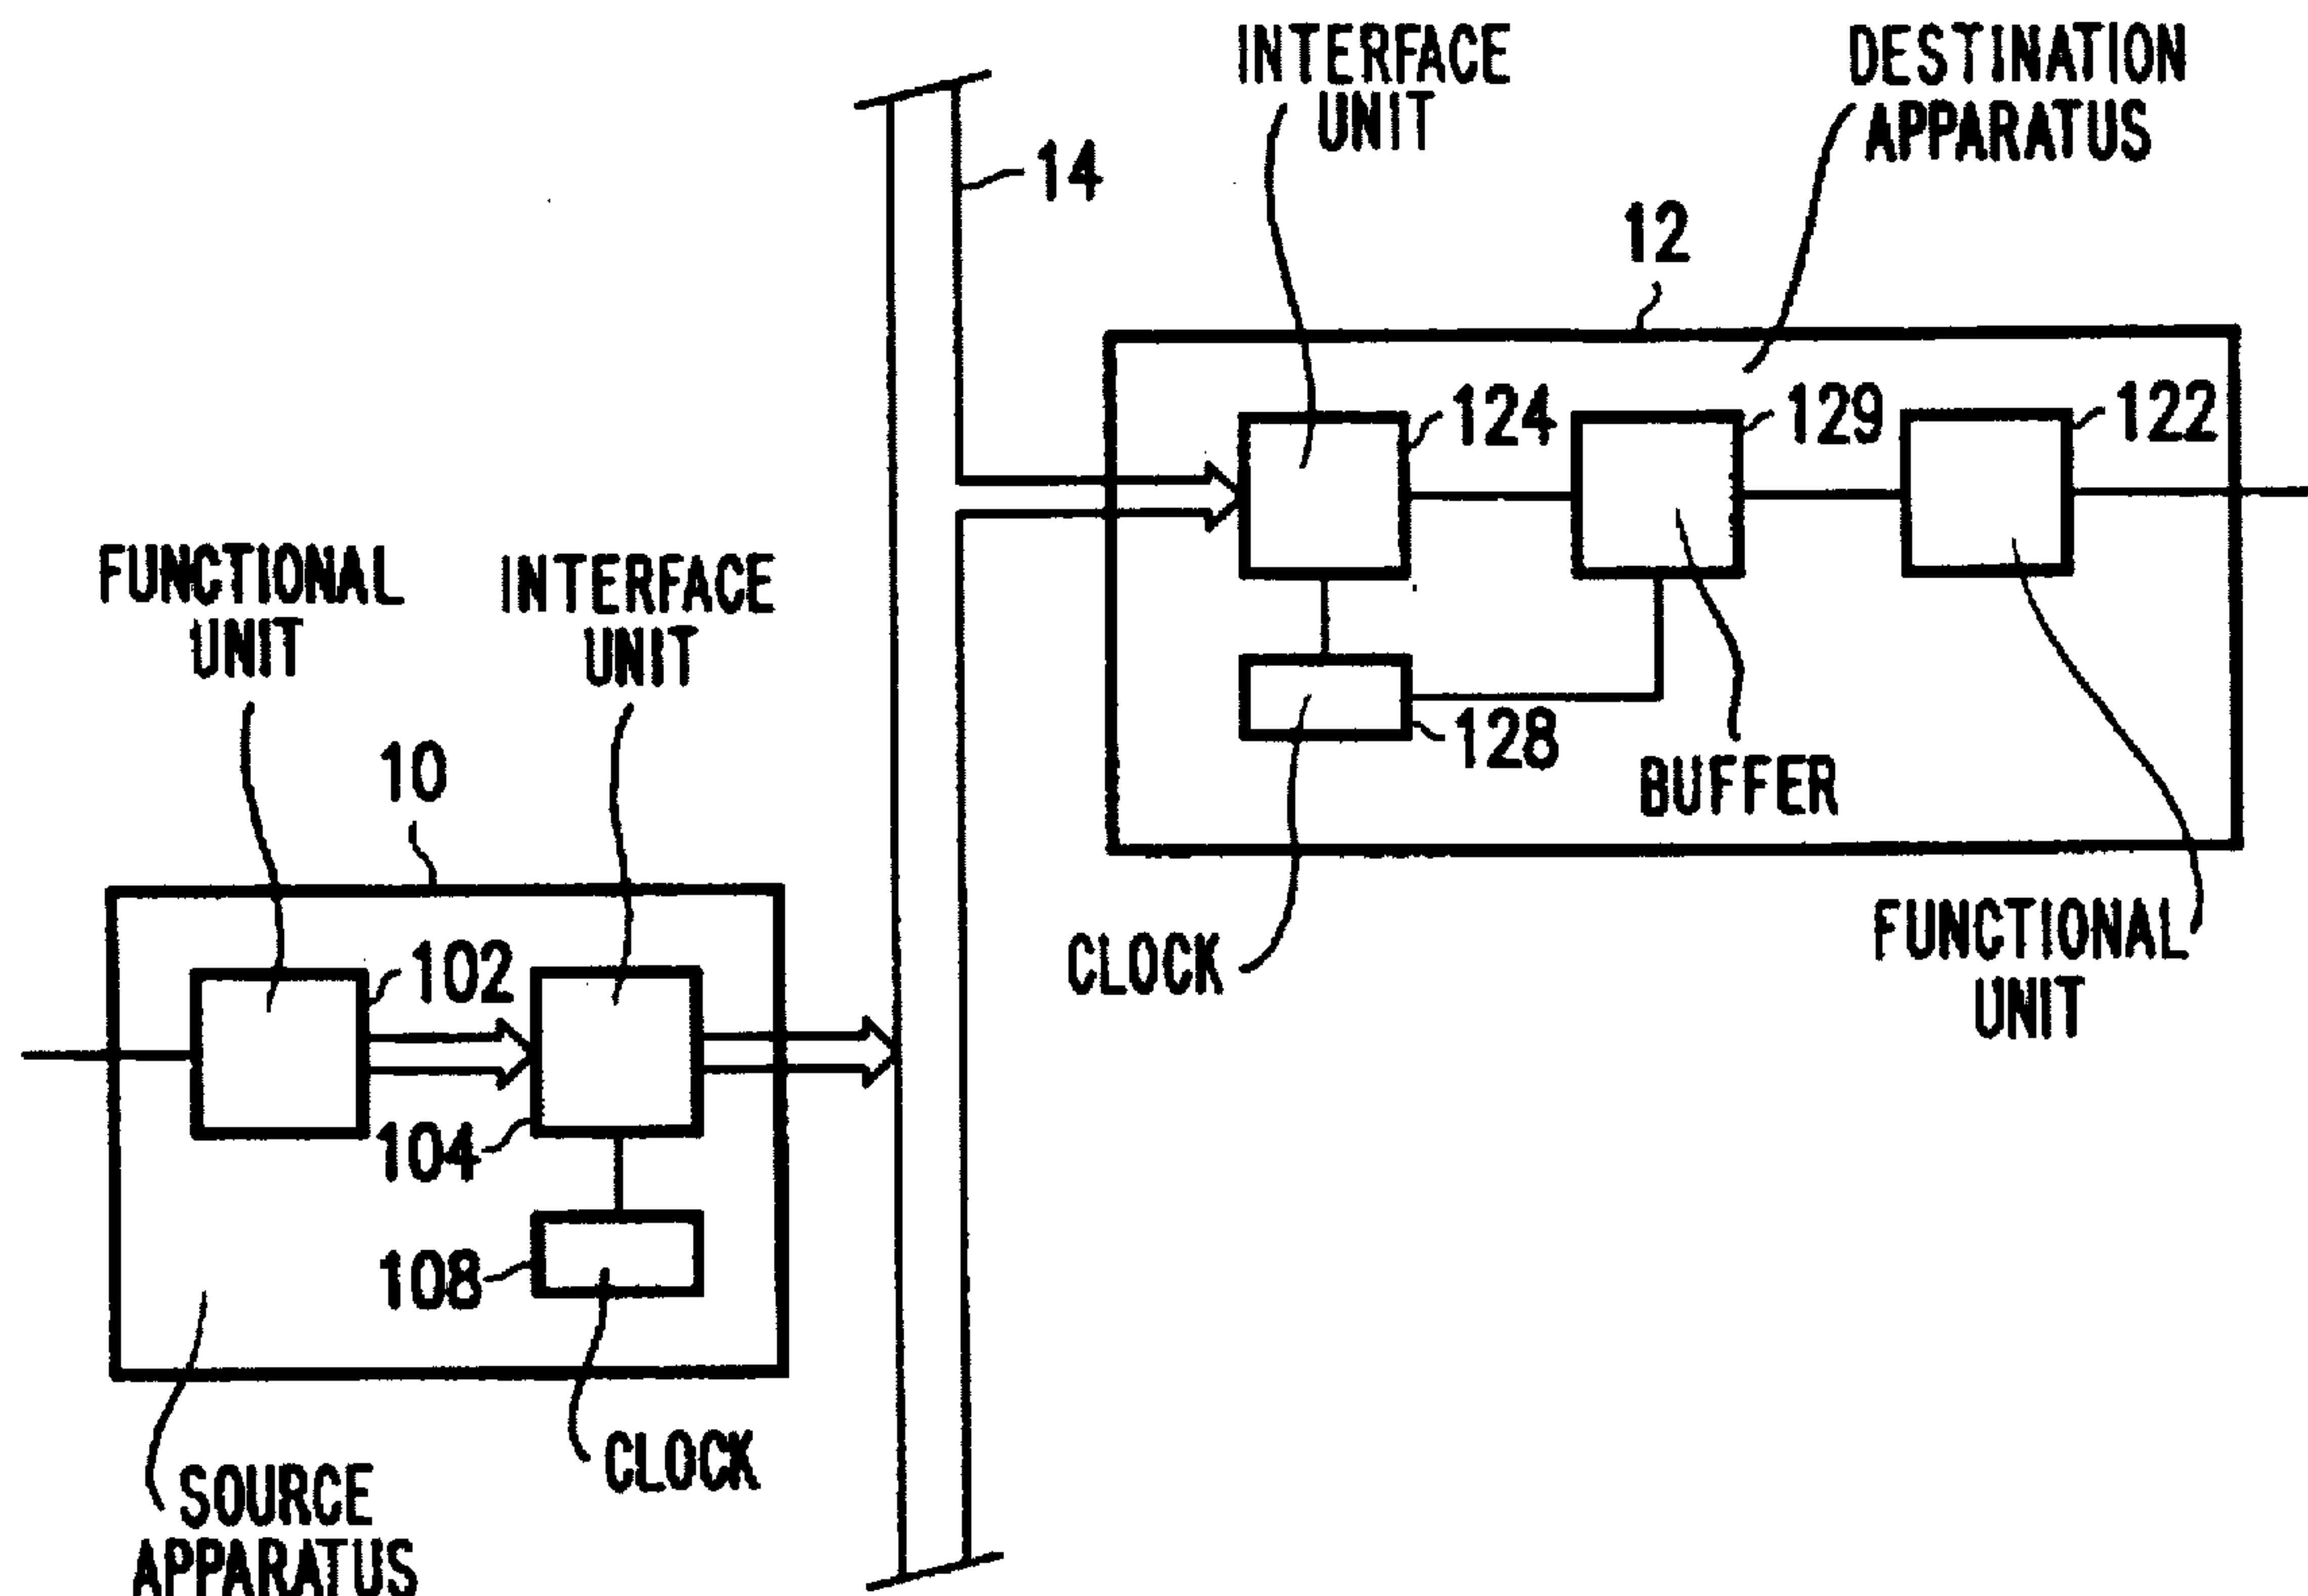 INTERFACE
UNIT
DESTINATION
APPARATUS
14
12
124
129
122
FUNCTIONAL
UNIT
INTERFACE
UNIT
128
BUFFER
10
CLOCK
FUNCTIONAL
UNIT
102
104
108
CLOCK
SOURCE
APPARATUS